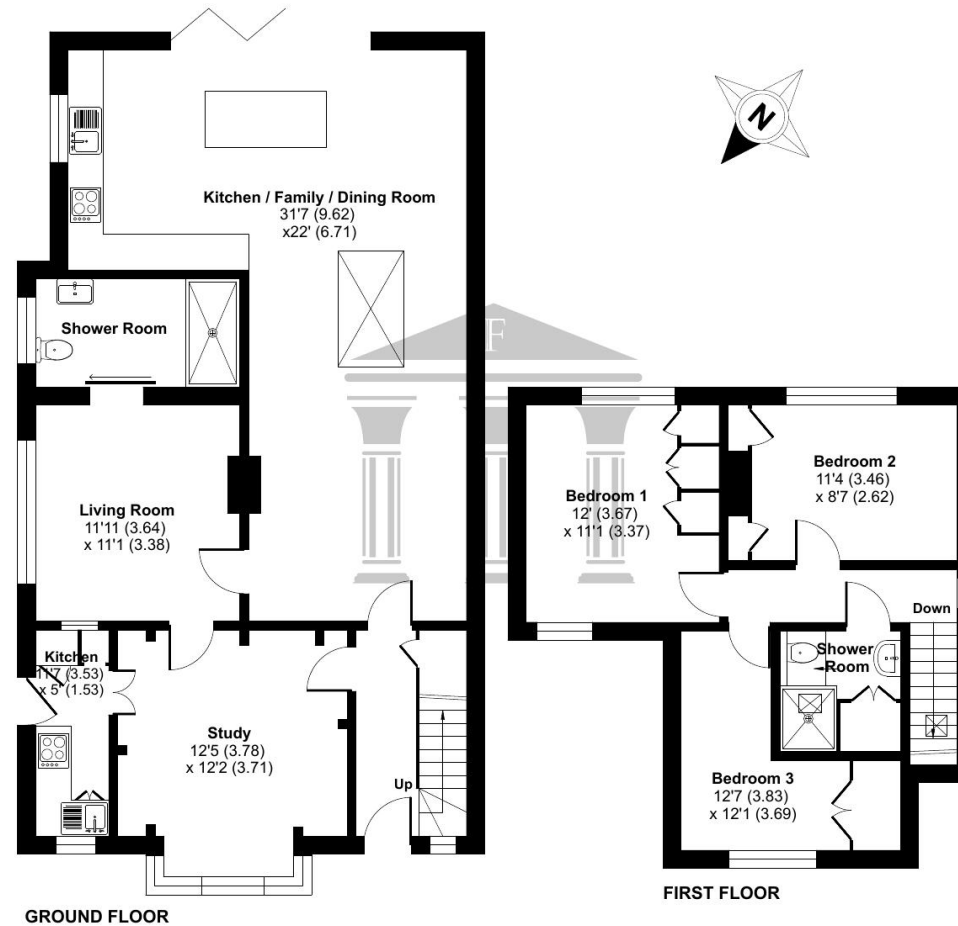 N
Kitchen / Family / Dining Room
31'7 (9.62)
x22' (6.71)
F
Shower Room
Living Room
11'11 (3.64)
x 11'1 (3.38)
Kitchen
11'7 (3.53)
x 5' (1.53)
Study
12'5 (3.78)
x 12'2 (3.71)
Up
GROUND FLOOR
Bedroom 1
12' (3.67)
x 11'1 (3.37)
Bedroom 2
11'4 (3.46)
x 8'7 (2.62)
Down
Shower
Room
Bedroom 3
12'7 (3.83)
x 12'1 (3.69)
FIRST FLOOR